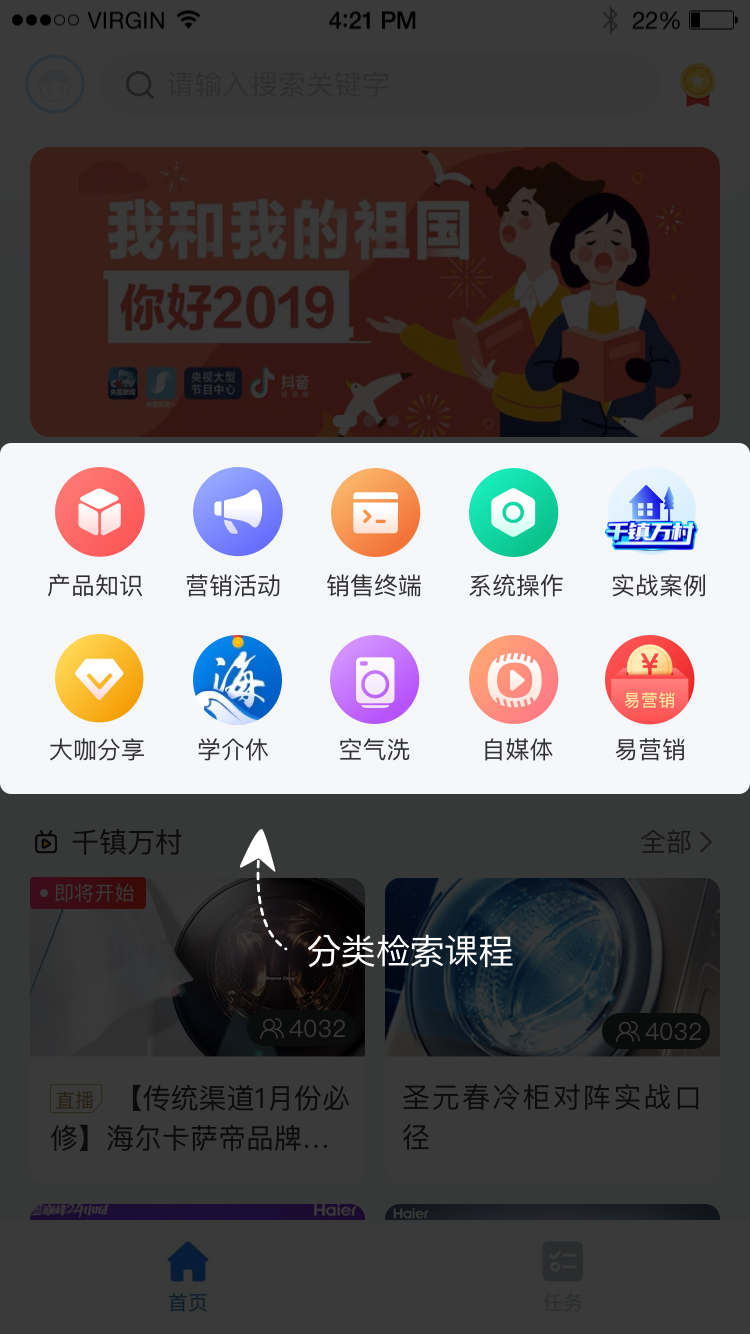 VIRGIN 4:21 PM 22%
请输入搜索关键字
我和我的祖国
你好2019
CCTV
央视新闻
央视大型
节目中心
抖音
产品知识 营销活动 销售终端 系统操作 实战案例
千镇万村
海
¥
易营销
大咖分享 学介休 空气洗 自媒体 易营销
千镇万村 全部
即将开始
分类检索课程
4032 4032
直播 【传统渠道1月份必
修】海尔卡萨帝品牌…
圣元春冷柜对阵实战口
径
Haier Haier
首页 任务